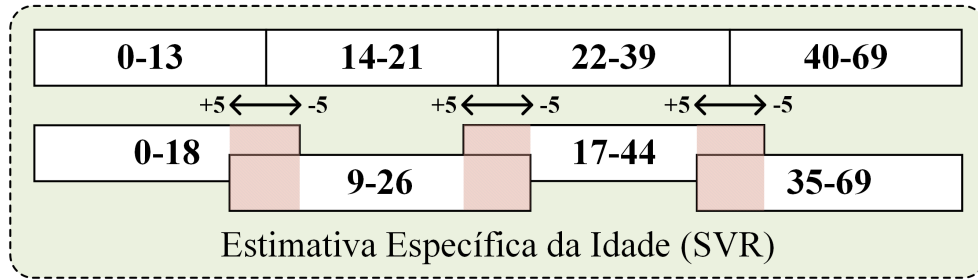 0-13 14-21 22-39 40-69
+5 -5 +5 -5 +5 -5
0-18 17-44
9-26 35-69
Estimativa Específica da Idade (SVR)